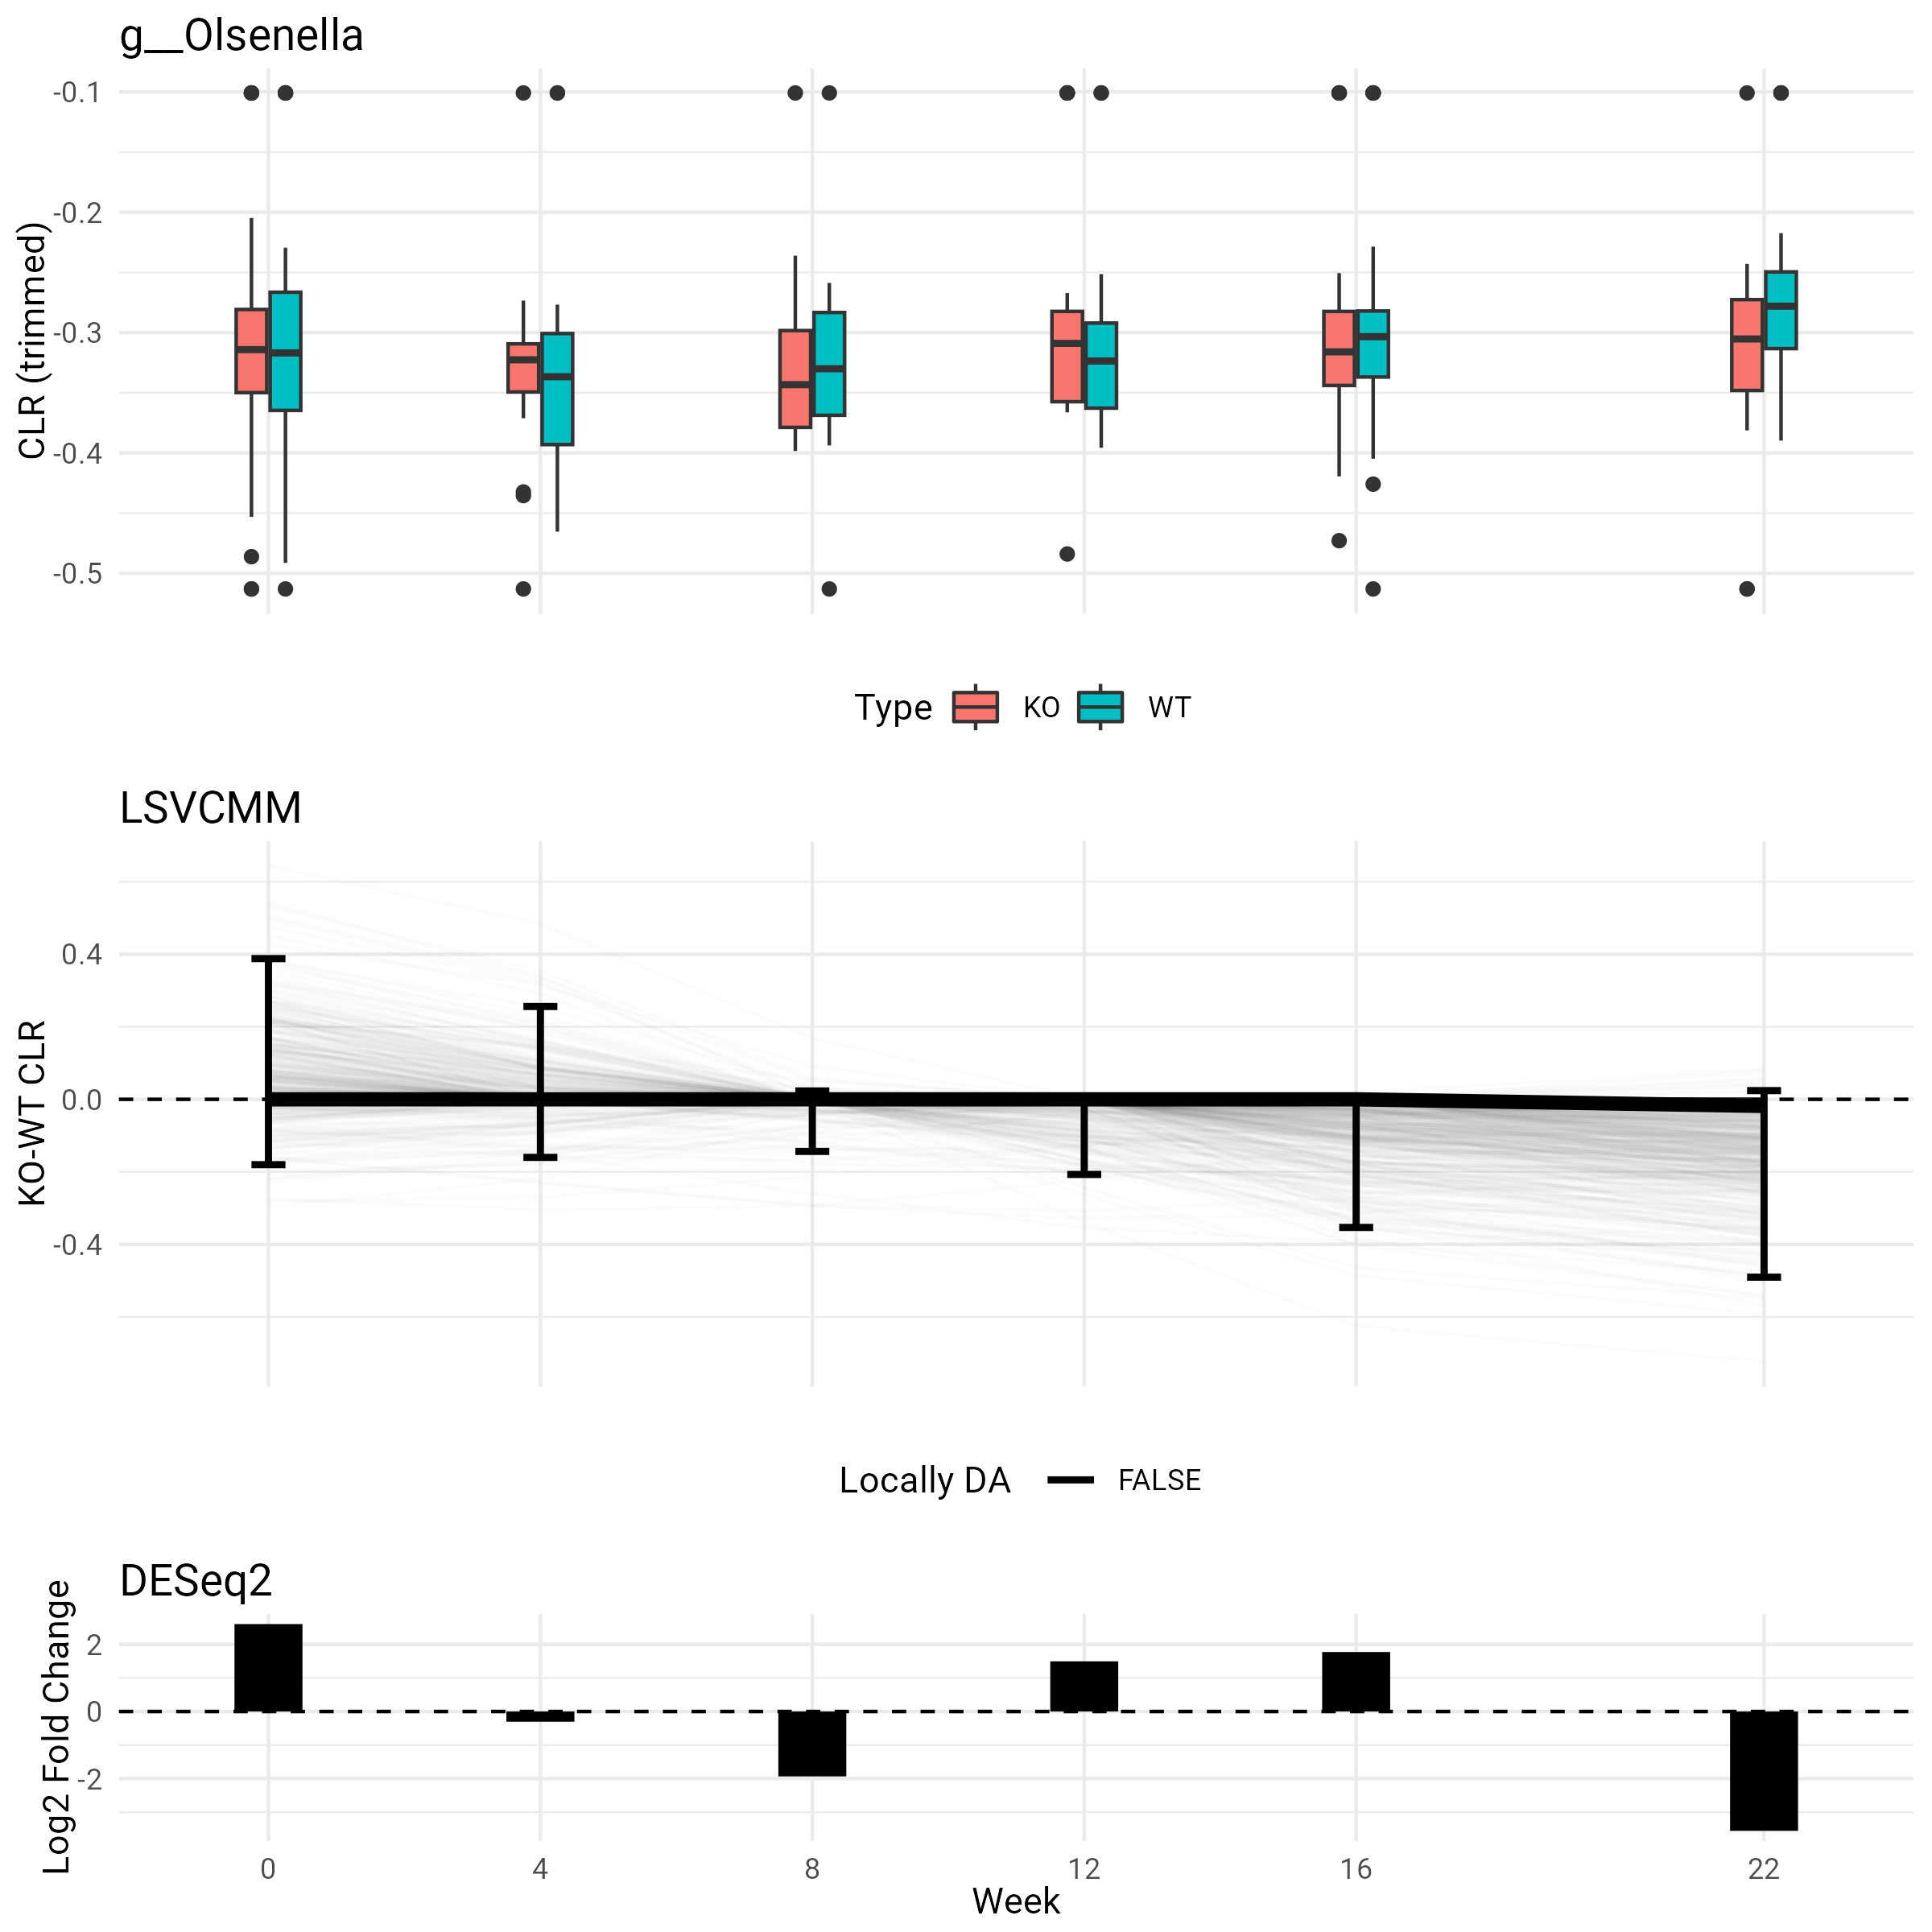 g__Olsenella
CLR (trimmed)
-0.1
-0.2
-0.3
-0.4
-0.5
Type KO WT
LSVCMM
KO-WT CLR
0.4
0.0
-0.4
Locally DA FALSE
DESeq2
Log2 Fold Change
2
0
-2
0 4 8 12 16 22
Week